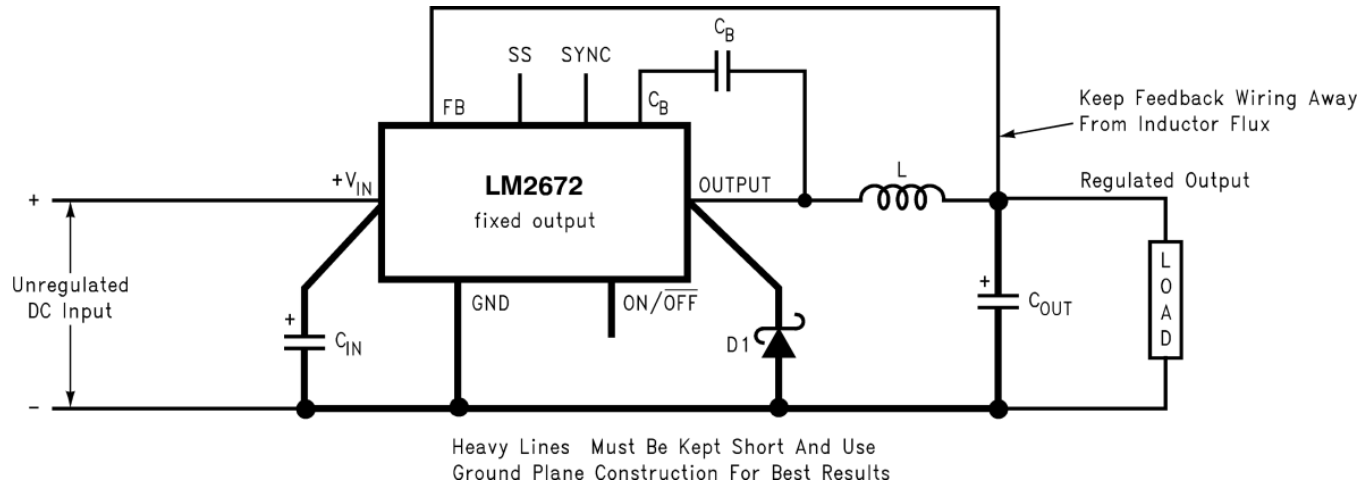 C_B
SS SYNC
FB
C_B
Keep Feedback Wiring Away
From Inductor Flux
+V_IN
LM2672
fixed output
OUTPUT
L
Regulated Output
+
Unregulated
DC Input
-
+
C_IN
GND
ON/O̅F̅F̅
D1
+
C_OUT
LOAD
Heavy Lines Must Be Kept Short And Use
Ground Plane Construction For Best Results